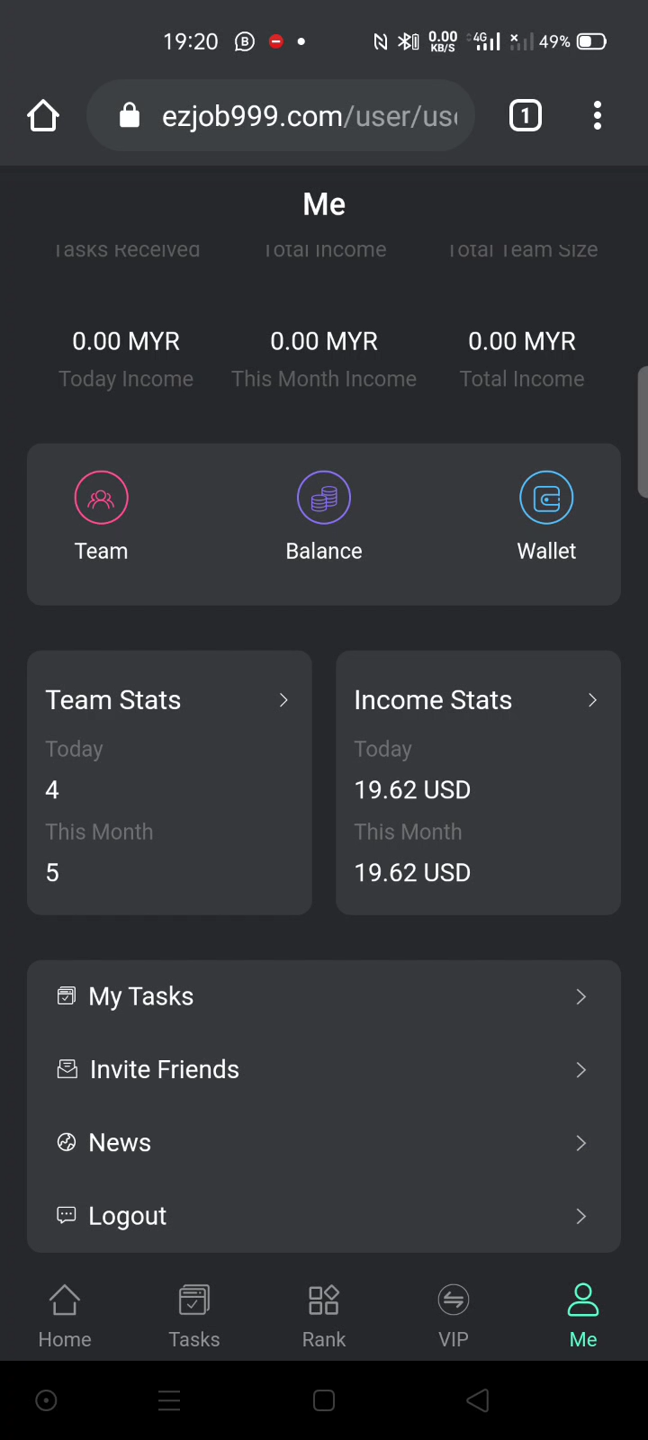 19:20 B 0.00 KB/S 4G 49%
ezjob999.com/user/use
1
Me
Tasks Received Total Income Total Team Size
0.00 MYR 0.00 MYR 0.00 MYR
Today Income This Month Income Total Income
Team Balance Wallet
Team Stats
Today
4
This Month
5
Income Stats
Today
19.62 USD
This Month
19.62 USD
My Tasks
Invite Friends
News
Logout
Home Tasks Rank VIP Me